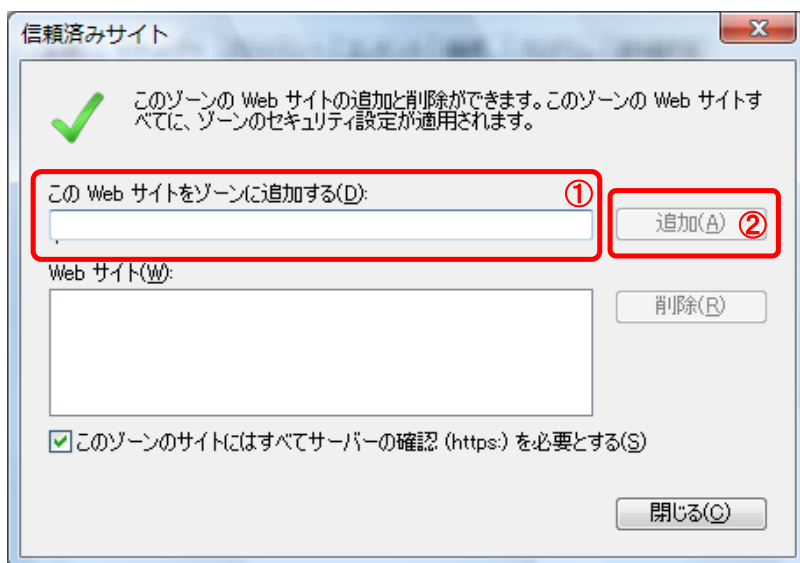 信頼済みサイト
このゾーンの Web サイトの追加と削除ができます。このゾーンの Web サイトす
べてに、ゾーンのセキュリティ設定が適用されます。
この Web サイトをゾーンに追加する(D): ①
追加(A) ②
Web サイト(W):
削除(R)
このゾーンのサイトにはすべてサーバーの確認 (https:) を必要とする(S)
閉じる(C)